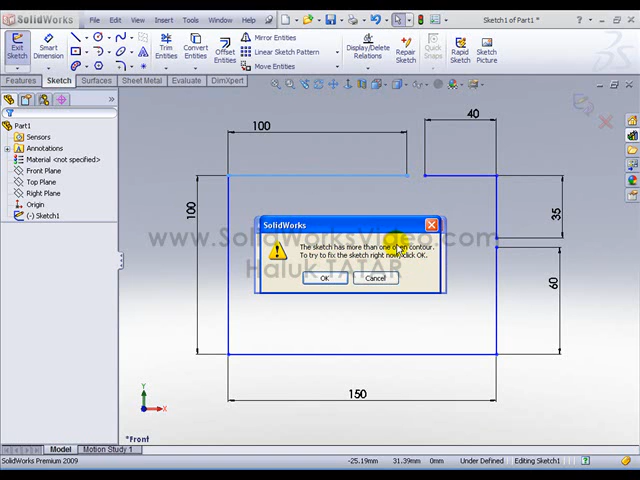 SolidWorks
File
Edit
View
Insert
Tools
Window
Help
Sketch1 of Part1 *
Exit Sketch
Smart Dimension
Trim Entities
Convert Entities
Offset Entities
Mirror Entities
Linear Sketch Pattern
Move Entities
Display/Delete Relations
Repair Sketch
Quick Snaps
Rapid Sketch
Sketch Picture
Features
Sketch
Surfaces
Sheet Metal
Evaluate
DimXpert
Part1
Sensors
Annotations
Material <not specified>
Front Plane
Top Plane
Right Plane
Origin
(-) Sketch1
100
40
100
35
60
150
www.SolidWorksVideo.com
Haluk TATAR
SolidWorks
The sketch has more than one open contour.
To try to fix the sketch right now, click OK.
OK
Cancel
Y
X
*Front
Model
Motion Study 1
SolidWorks Premium 2009
-25.19mm
31.39mm
0mm
Under Defined
Editing Sketch1